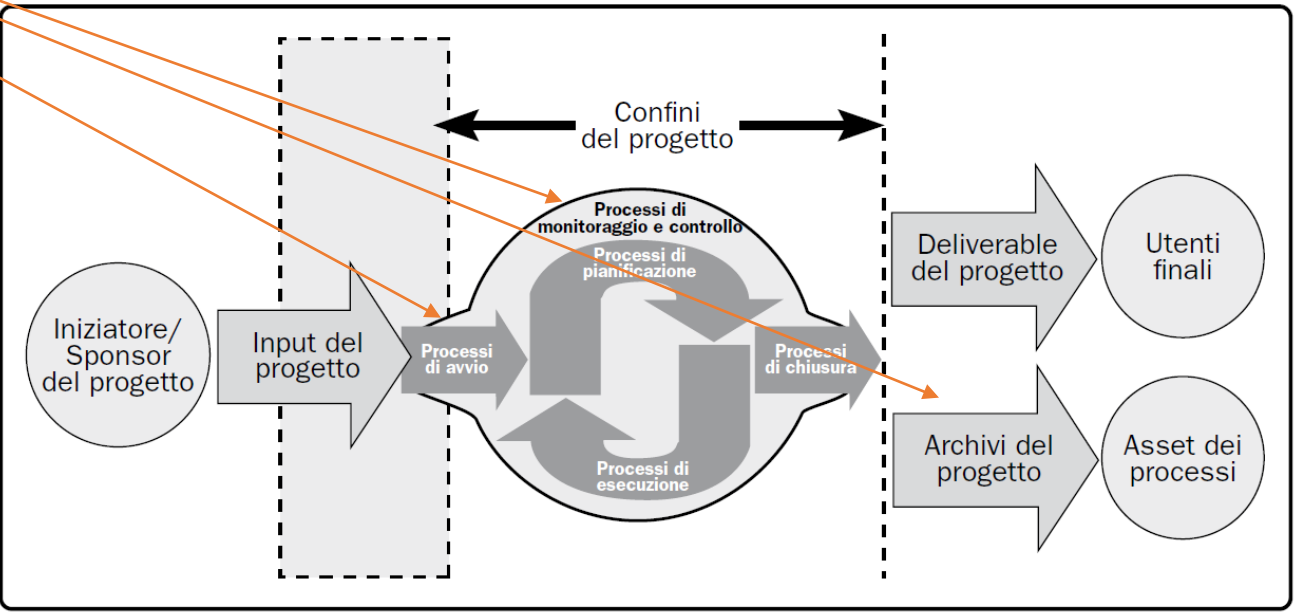 Confini
del progetto
Processi di
monitoraggio e controllo
Processi di
pianificazione
Iniziatore/
Sponsor
del progetto
Input del
progetto
Processi
di avvio
Processi
di chiusura
Processi di
esecuzione
Deliverable
del progetto
Utenti
finali
Archivi del
progetto
Asset dei
processi